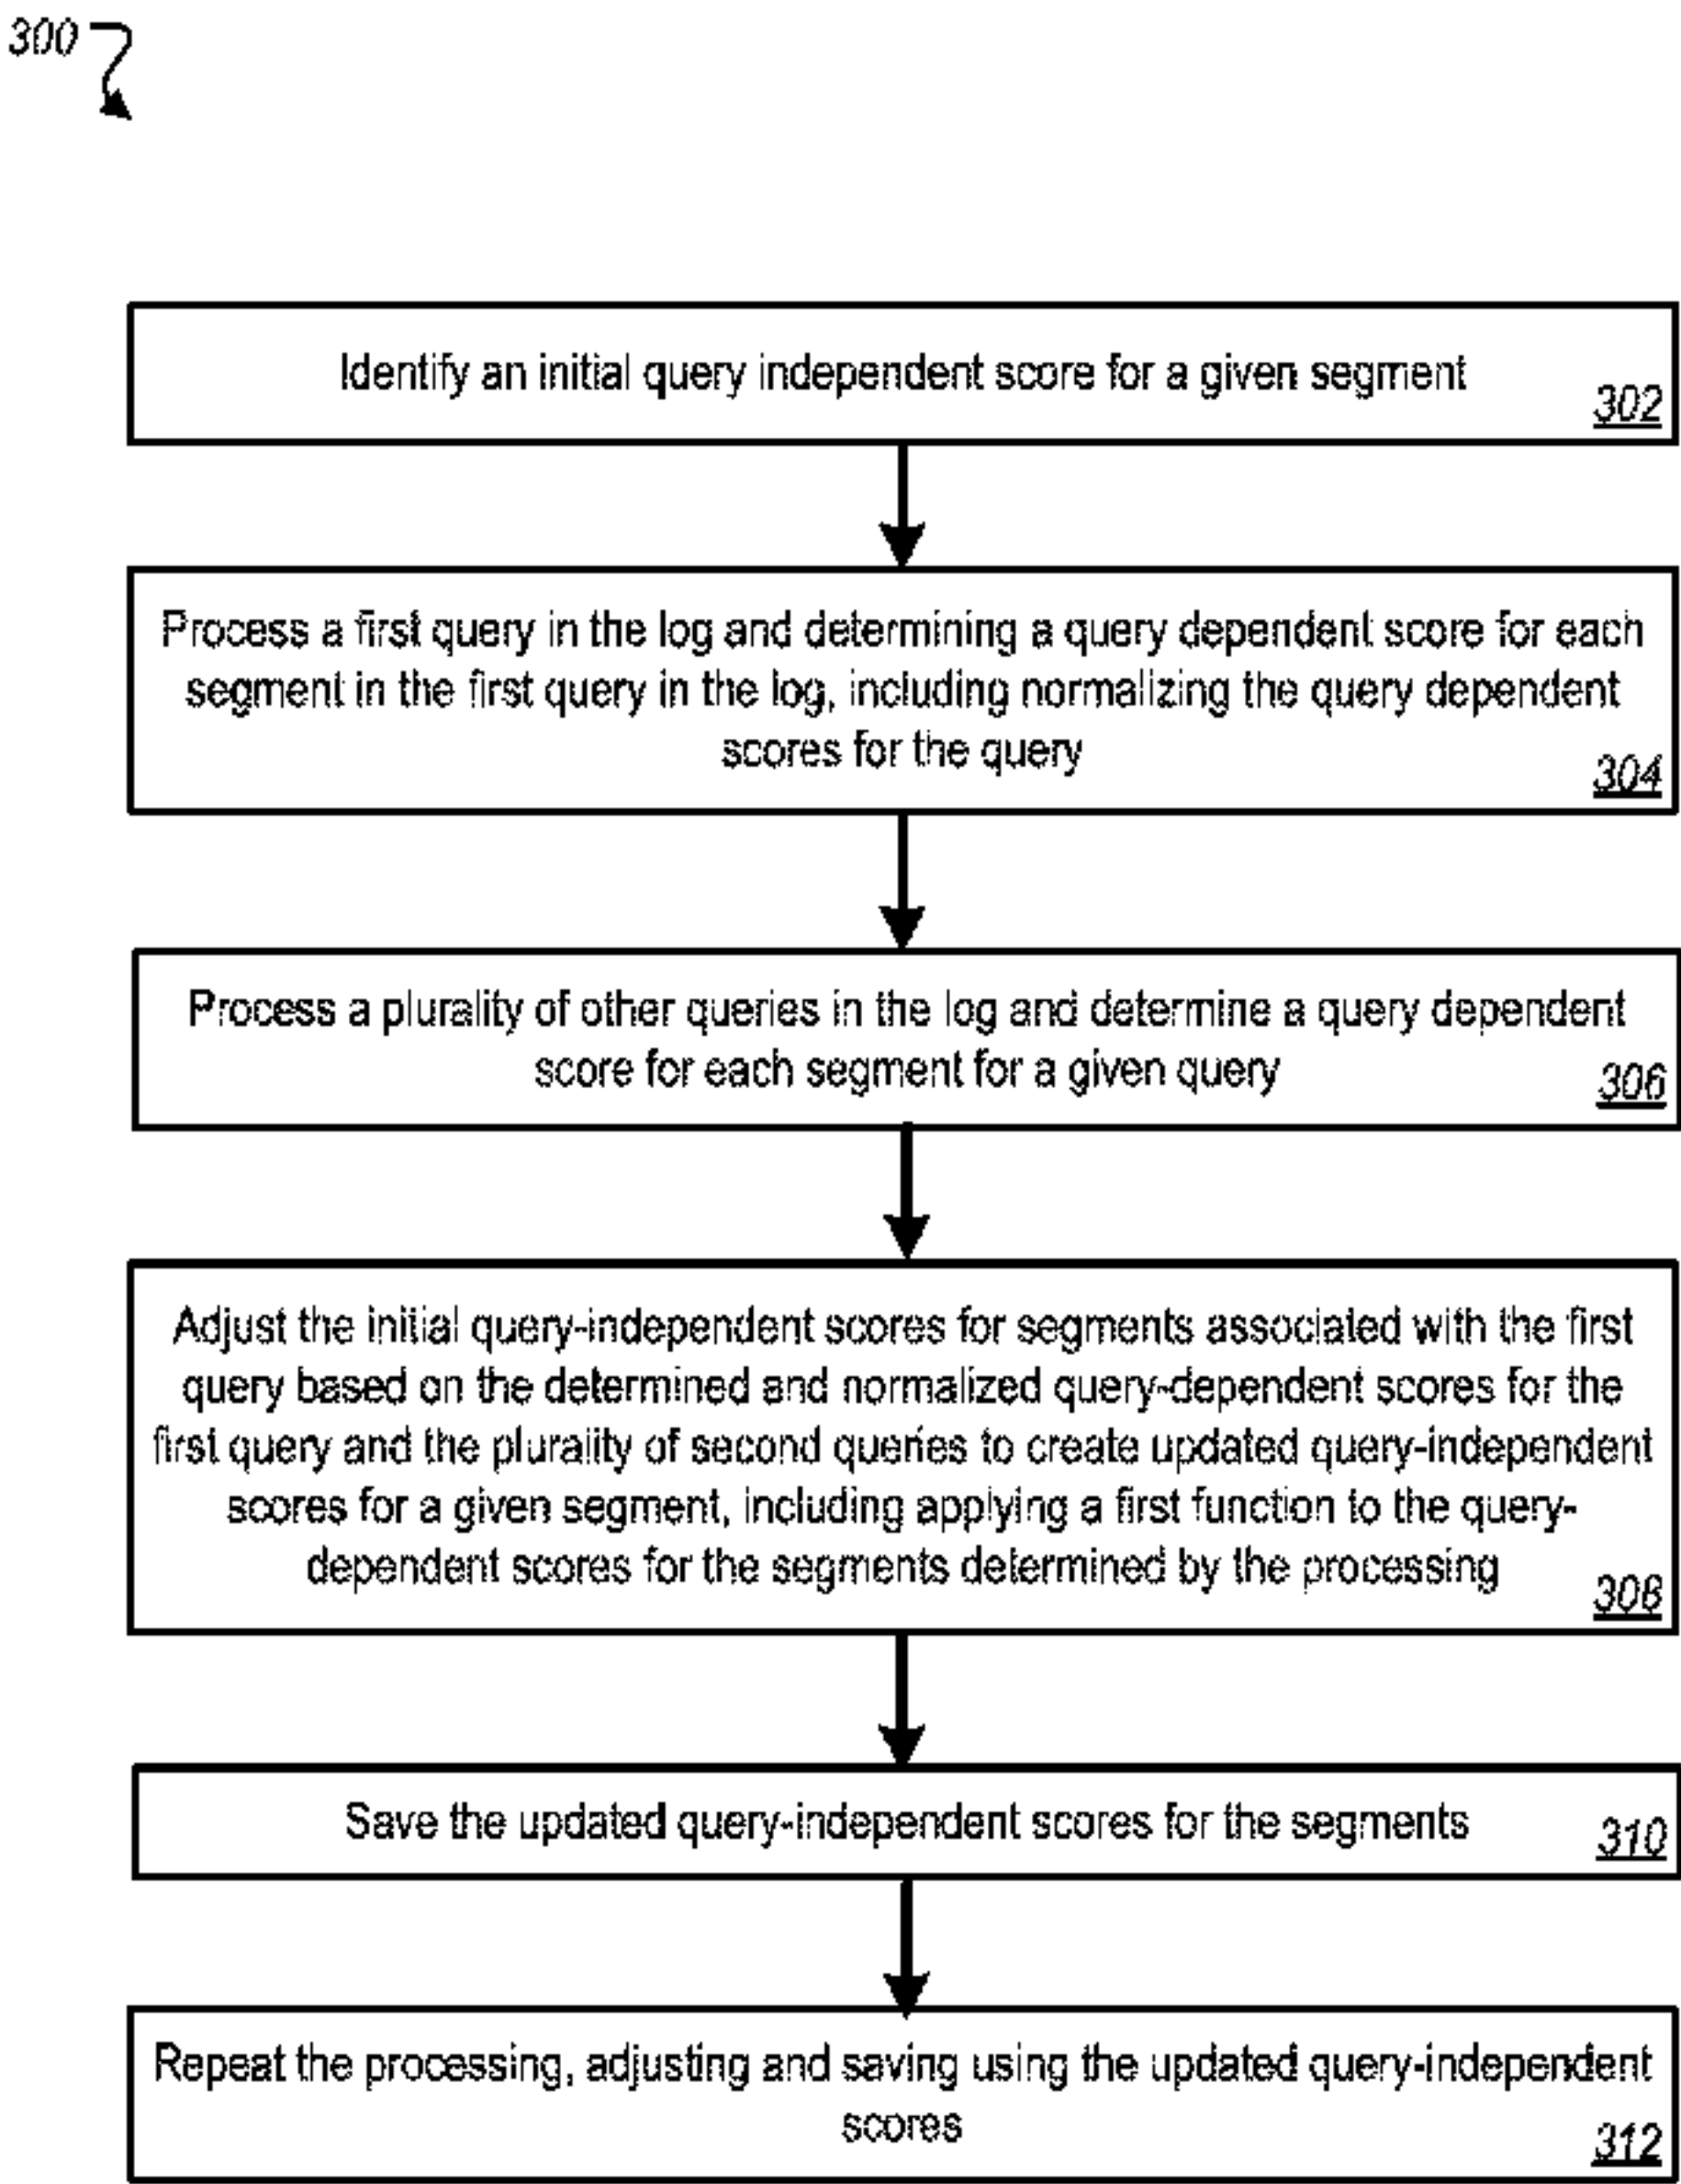 300
Identify an initial query independent score for a given segment
302
Process a first query in the log and determining a query dependent score for each
segment in the first query in the log, including normalizing the query dependent
scores for the query
304
Process a plurality of other queries in the log and determine a query dependent
score for each segment for a given query
306
Adjust the initial query-independent scores for segments associated with the first
query based on the determined and normalized query-dependent scores for the
first query and the plurality of second queries to create updated query-independent
scores for a given segment, including applying a first function to the query-
dependent scores for the segments determined by the processing
308
Save the updated query-independent scores for the segments
310
Repeat the processing, adjusting and saving using the updated query-independent
scores
312